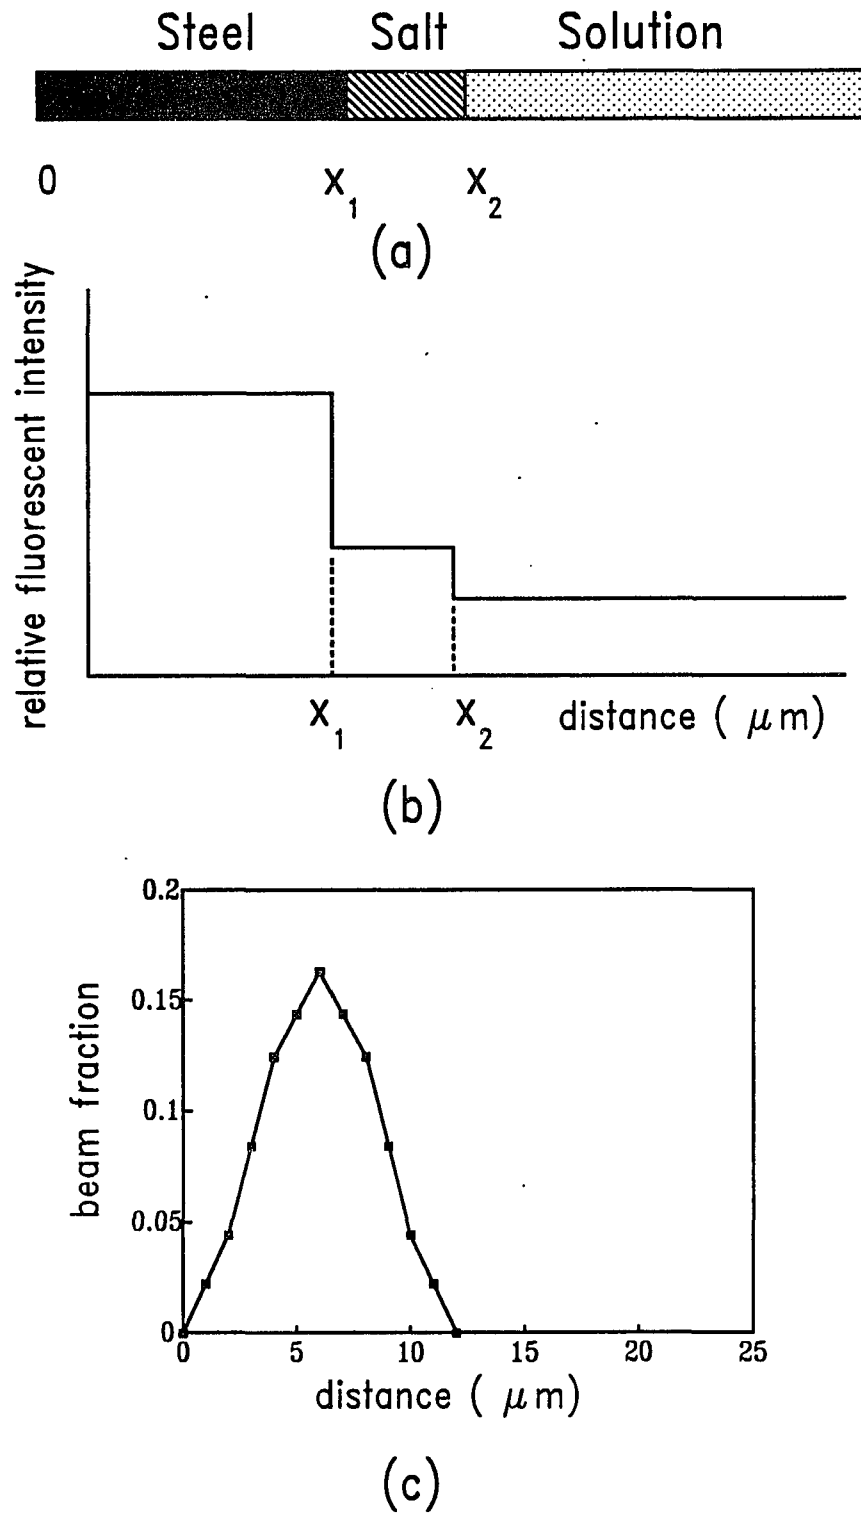 Steel Salt Solution
0 X1 X2
(a)
relative fluorescent intensity
X1 X2 distance ( μm)
(b)
0.2
0.15
0.1
0.05
0
beam fraction
0 5 10 15 20 25
distance ( μm)
(c)